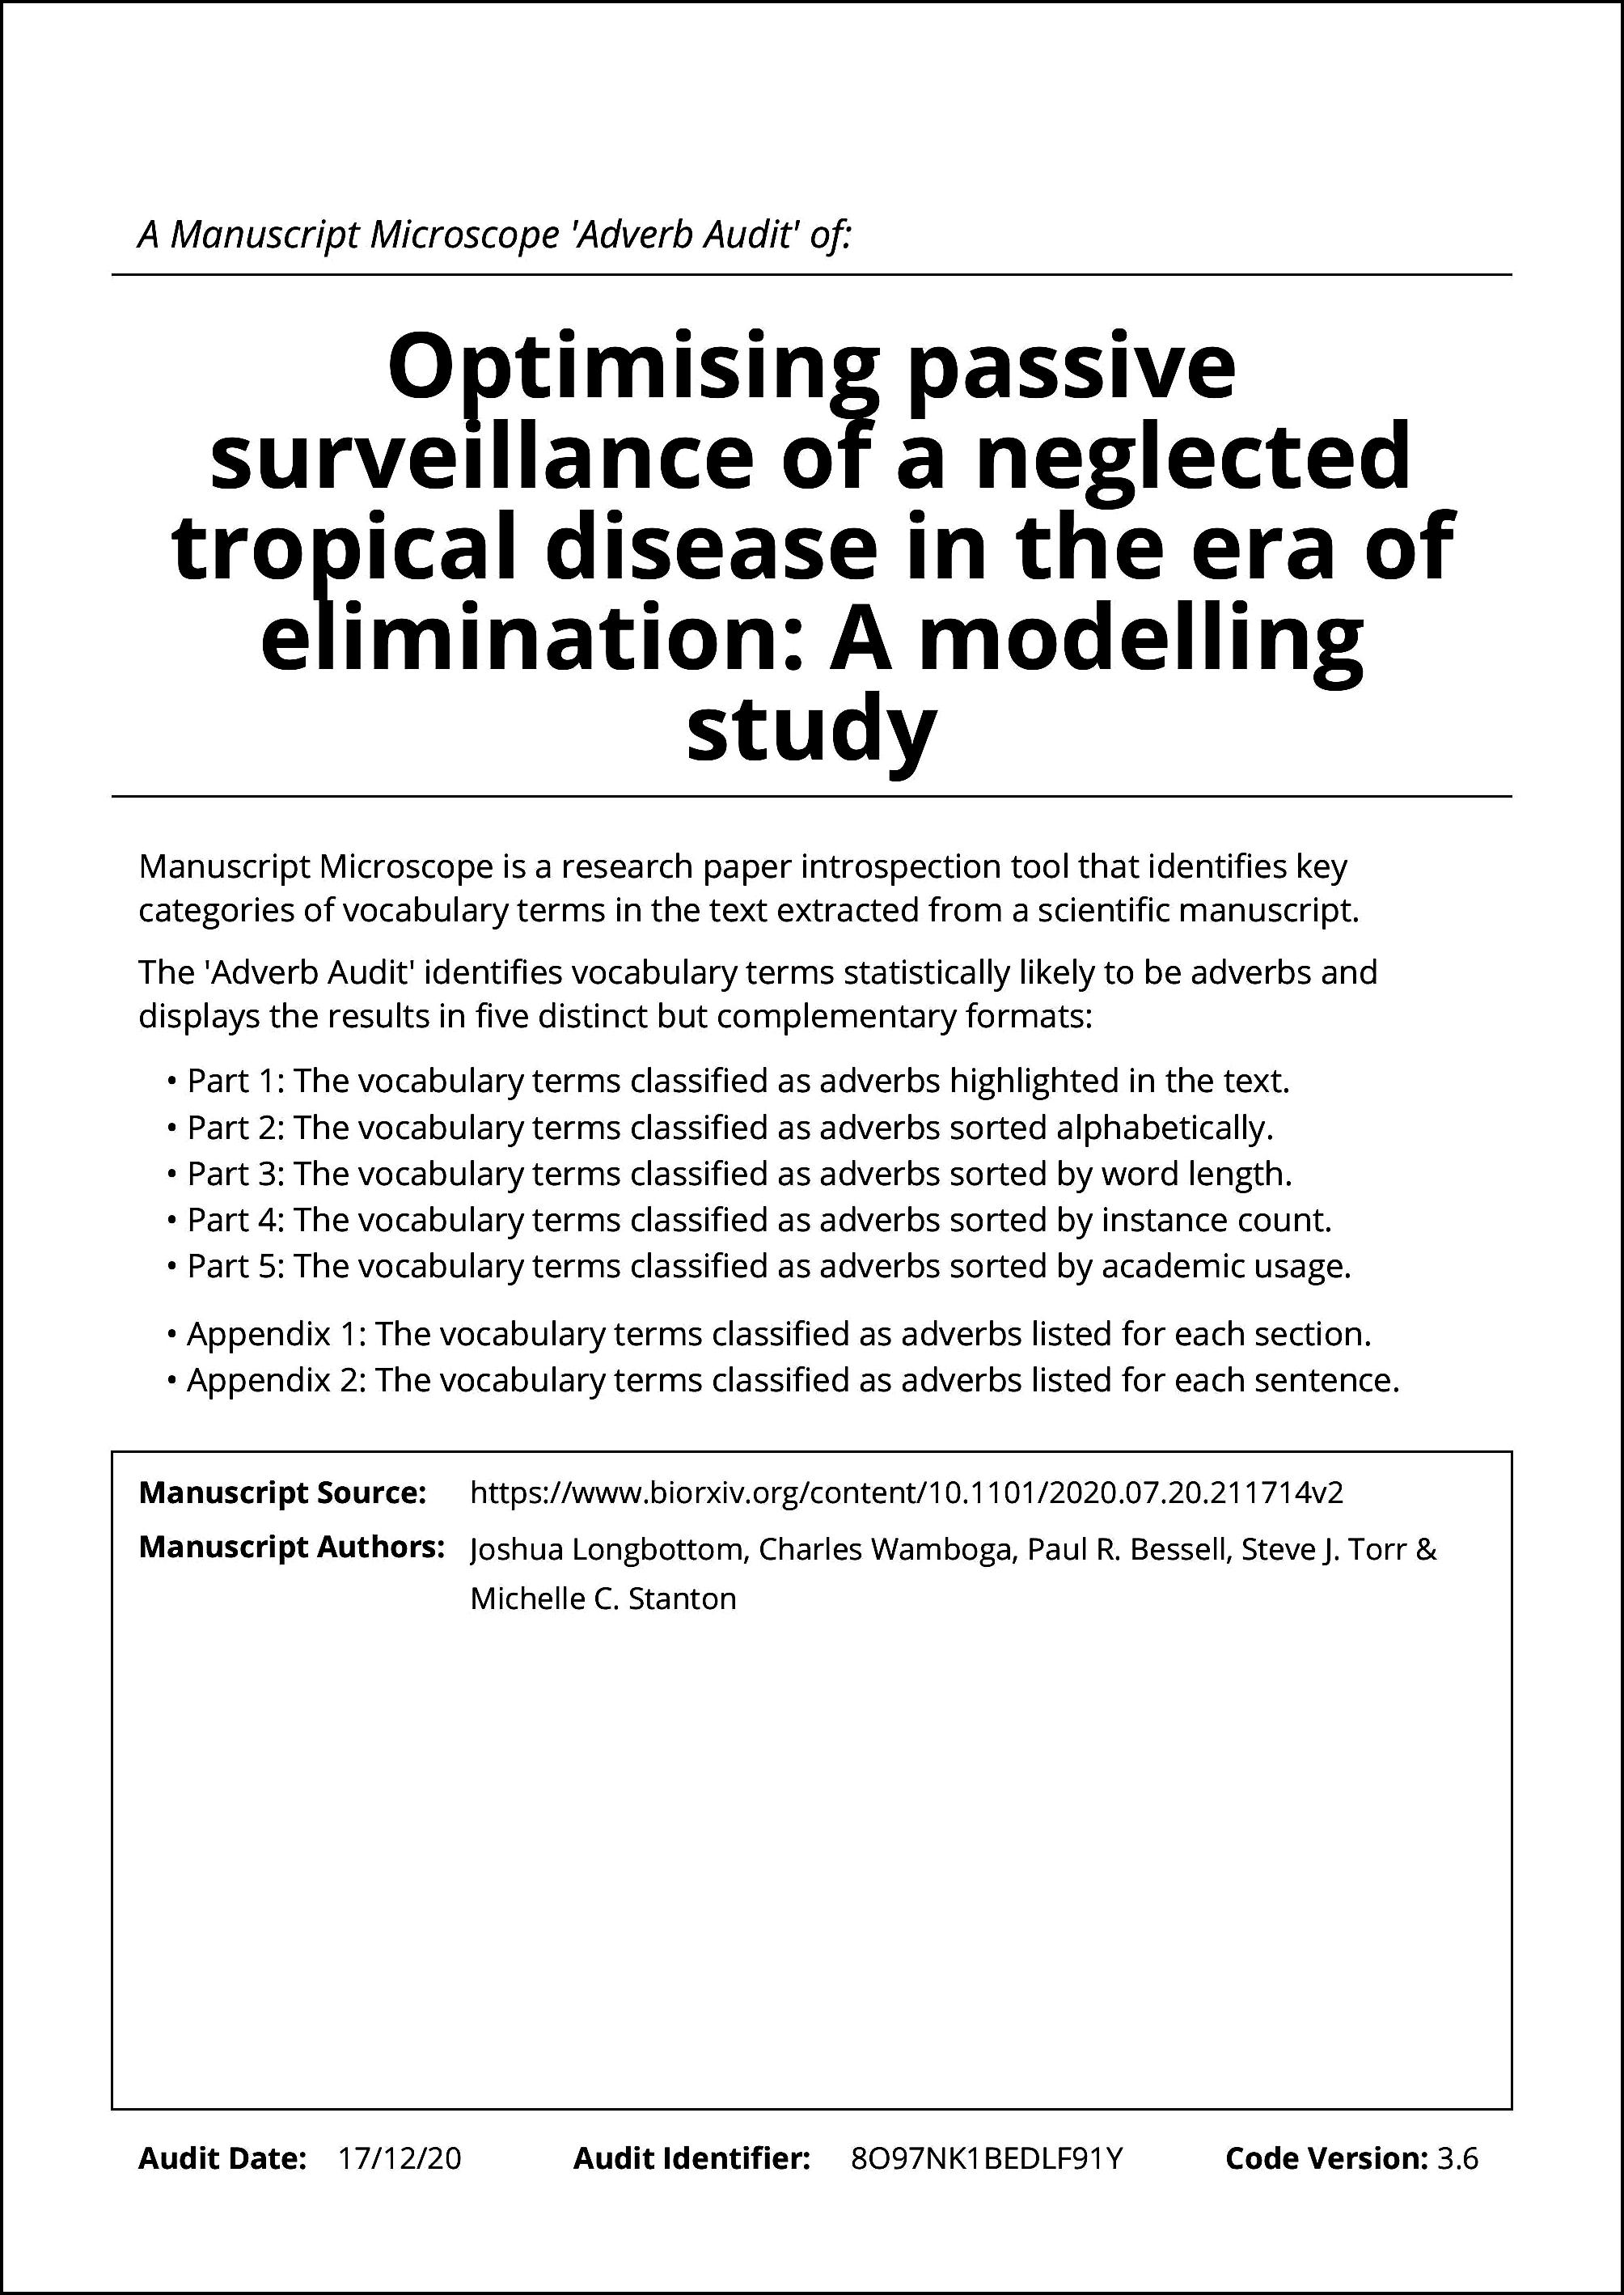 A Manuscript Microscope 'Adverb Audit' of:
Optimising passive
surveillance of a neglected
tropical disease in the era of
elimination: A modelling
study
Manuscript Microscope is a research paper introspection tool that identifies key
categories of vocabulary terms in the text extracted from a scientific manuscript.
The 'Adverb Audit' identifies vocabulary terms statistically likely to be adverbs and
displays the results in five distinct but complementary formats:
• Part 1: The vocabulary terms classified as adverbs highlighted in the text.
• Part 2: The vocabulary terms classified as adverbs sorted alphabetically.
• Part 3: The vocabulary terms classified as adverbs sorted by word length.
• Part 4: The vocabulary terms classified as adverbs sorted by instance count.
• Part 5: The vocabulary terms classified as adverbs sorted by academic usage.
• Appendix 1: The vocabulary terms classified as adverbs listed for each section.
• Appendix 2: The vocabulary terms classified as adverbs listed for each sentence.
Manuscript Source: https://www.biorxiv.org/content/10.1101/2020.07.20.211714v2
Manuscript Authors: Joshua Longbottom, Charles Wamboga, Paul R. Bessell, Steve J. Torr &
Michelle C. Stanton
Audit Date: 17/12/20 Audit Identifier: 8O97NK1BEDLF91Y Code Version: 3.6